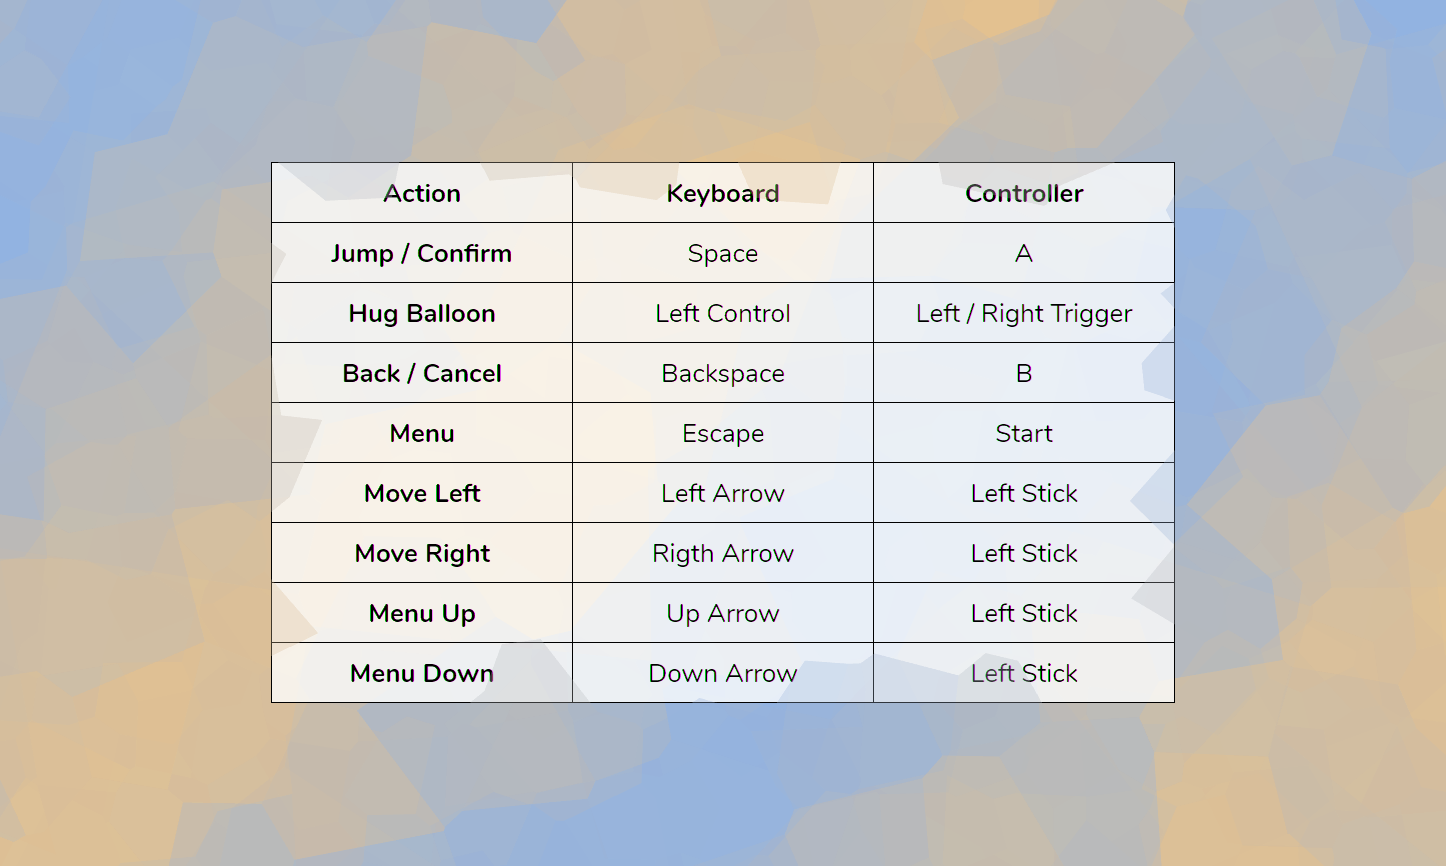 Action Keyboard Controller
Jump / Confirm Space A
Hug Balloon Left Control Left / Right Trigger
Back / Cancel Backspace B
Menu Escape Start
Move Left Left Arrow Left Stick
Move Right Rigth Arrow Left Stick
Menu Up Up Arrow Left Stick
Menu Down Down Arrow Left Stick